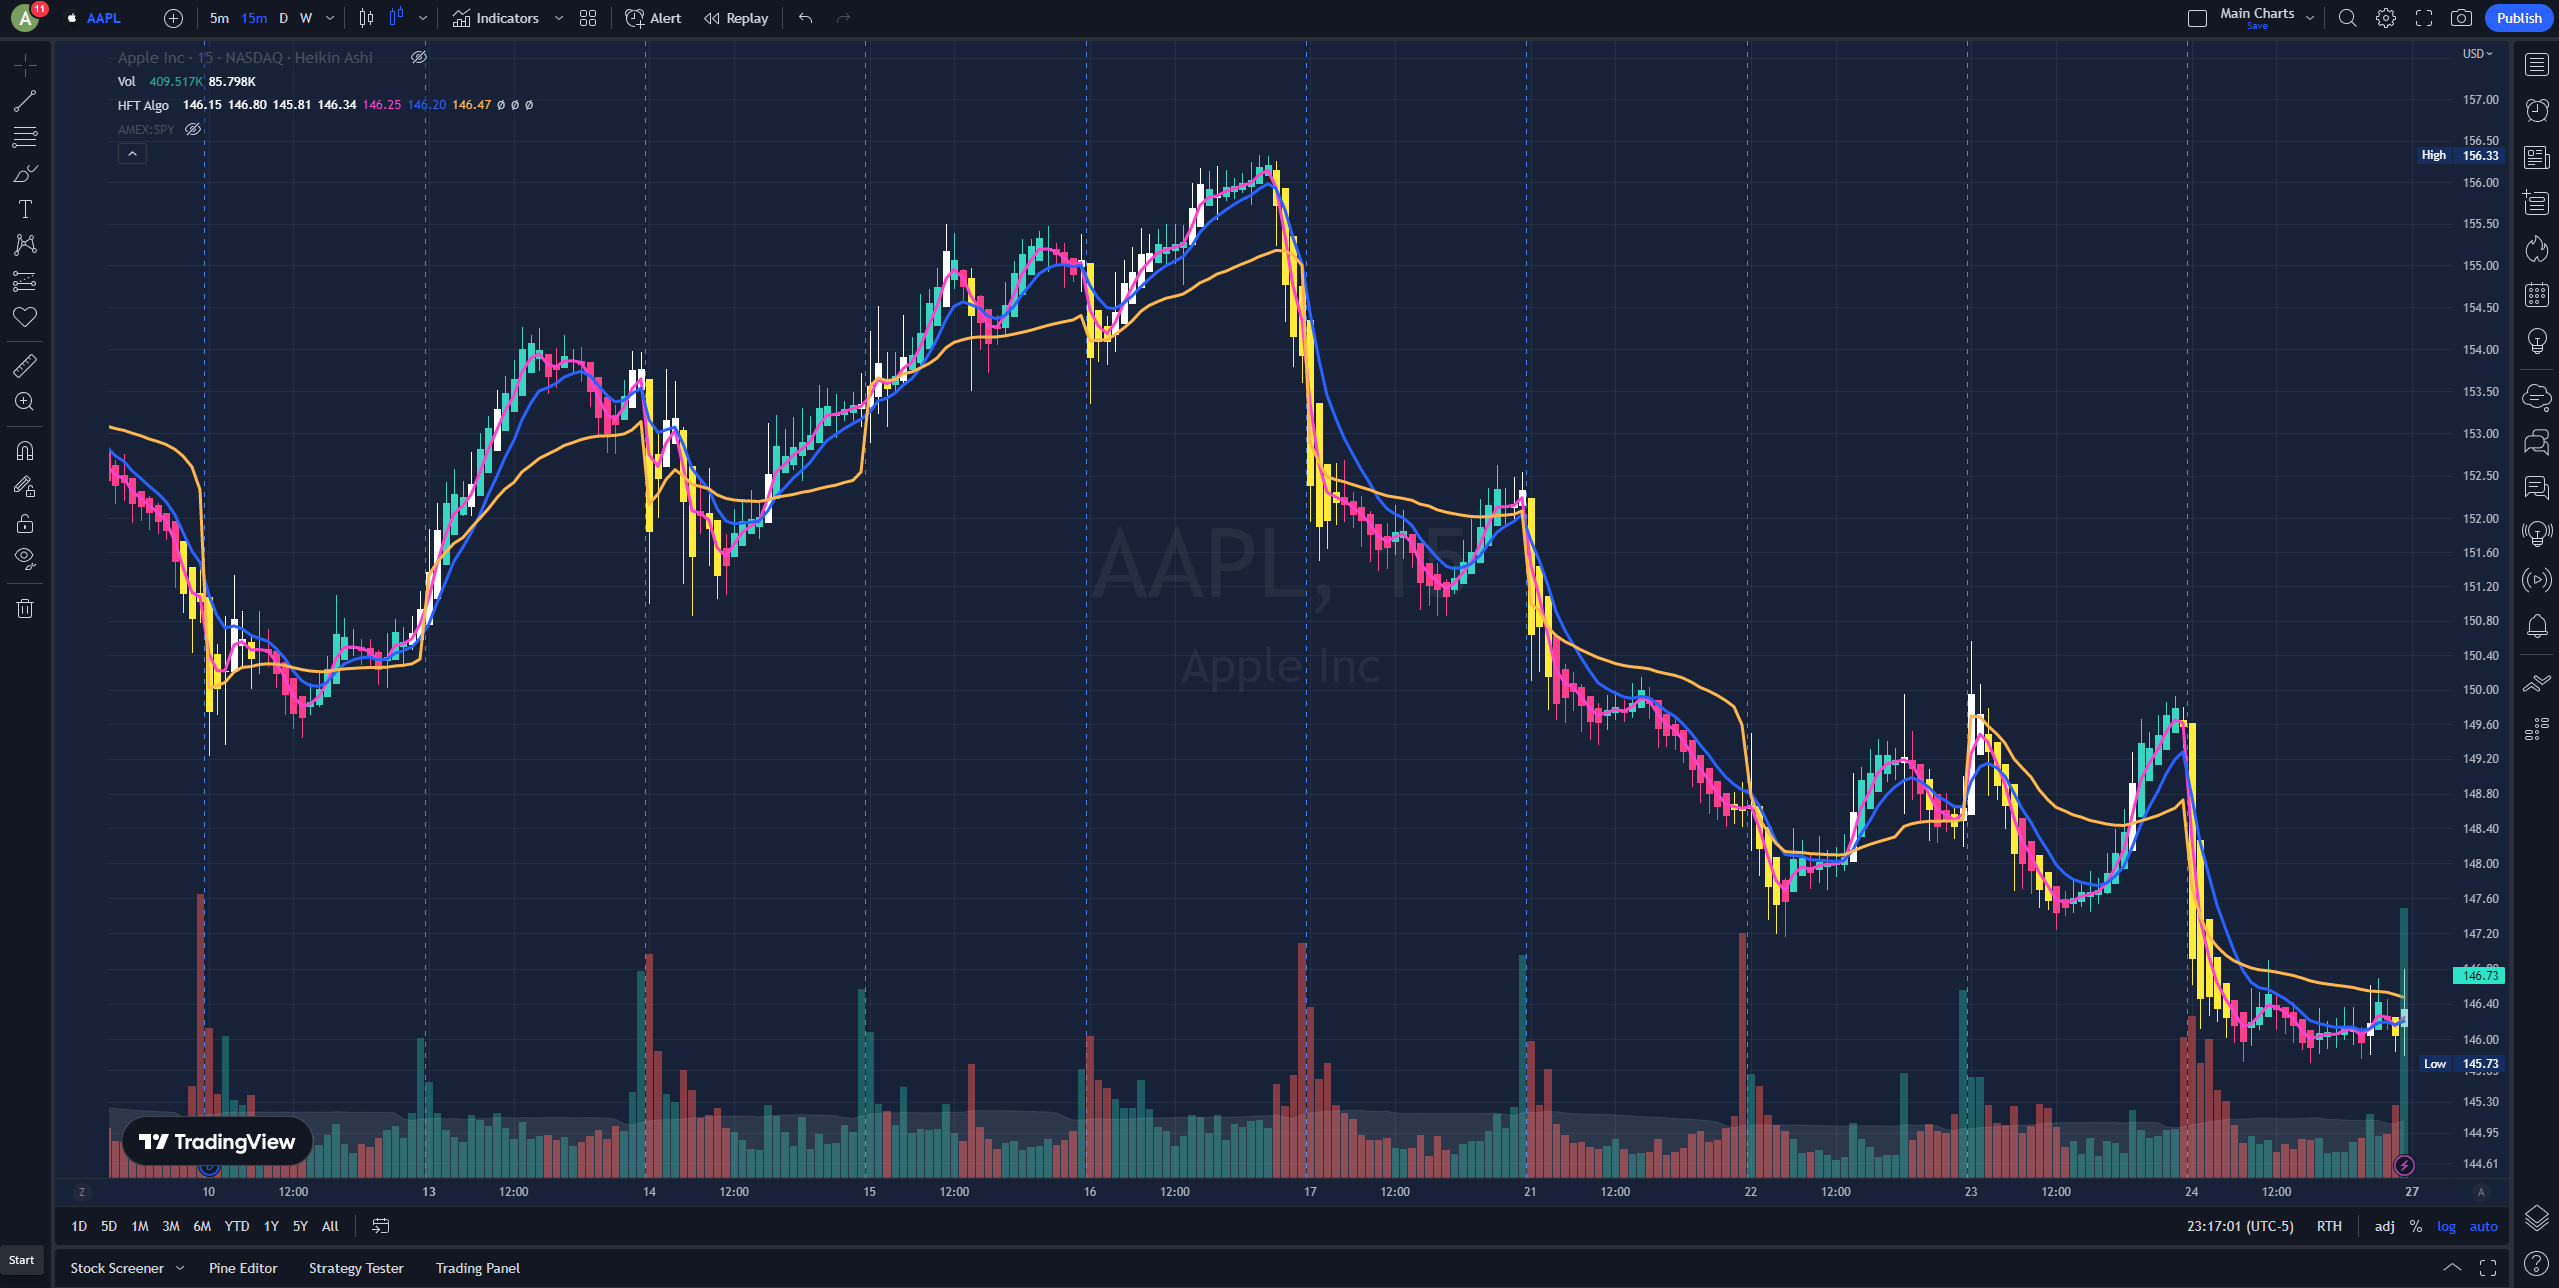 A 11 AAPL 5m 15m D W Indicators Alert Replay Main Charts Save Publish
Apple Inc · 15 · NASDAQ · Heikin Ashi
Vol 409.517K 85.798K
HFT Algo 146.15 146.80 145.81 146.34 146.25 146.20 146.47 Ø Ø Ø
AMEX:SPY
USD
157.00
156.50
High 156.33
156.00
155.50
155.00
154.50
154.00
153.50
153.00
152.50
152.00
151.60
151.20
150.80
150.40
150.00
149.60
149.20
148.80
148.40
148.00
147.60
147.20
146.73
146.40
146.00
Low 145.73
145.30
144.95
144.61
AAPL, 15
Apple Inc
TradingView
Z 10 12:00 13 12:00 14 12:00 15 12:00 16 12:00 17 12:00 21 12:00 22 12:00 23 12:00 24 12:00 27 A
1D 5D 1M 3M 6M YTD 1Y 5Y All 23:17:01 (UTC-5) RTH adj % log auto
Start
Stock Screener Pine Editor Strategy Tester Trading Panel